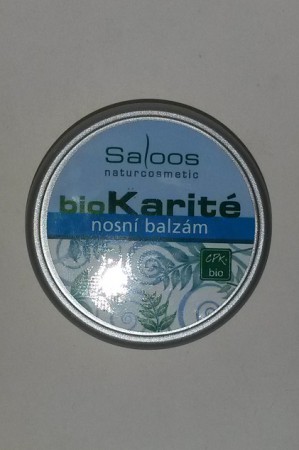 Saloos
naturcosmetic
bioKarité
nosní balzám
CPK
bio